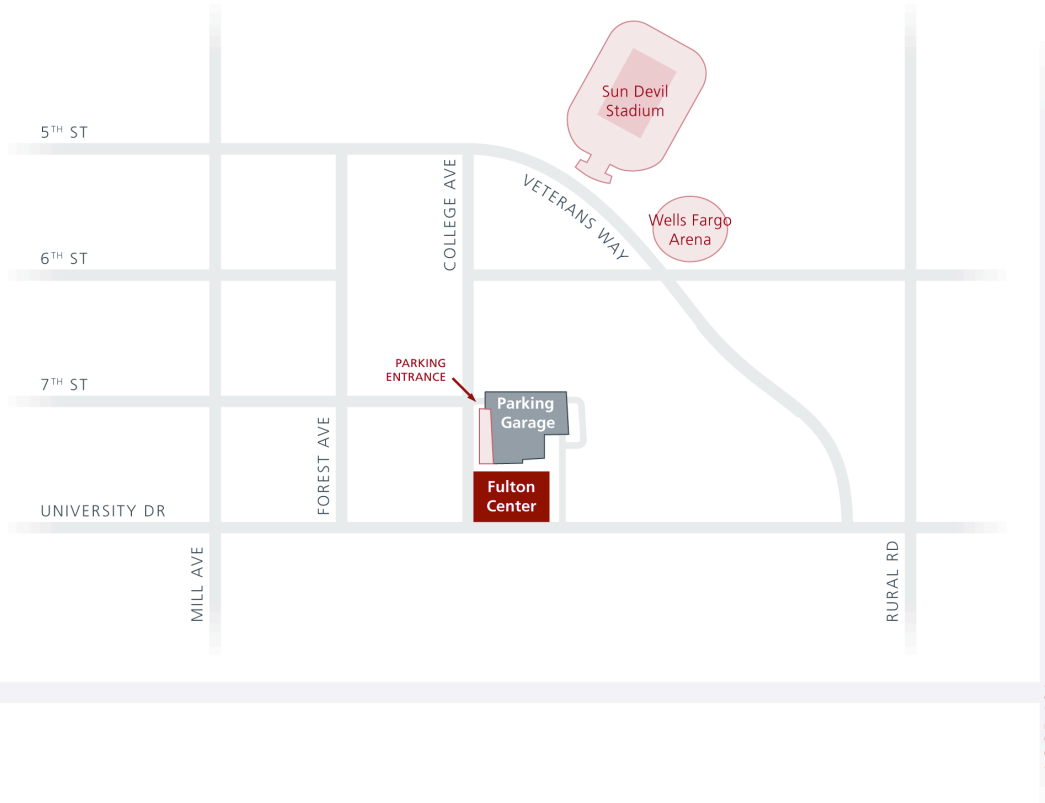 Sun Devil
Stadium
5TH ST
COLLEGE AVE
VETERANS WAY
Wells Fargo
Arena
6TH ST
PARKING
ENTRANCE
7TH ST
Parking
Garage
FOREST AVE
Fulton
Center
UNIVERSITY DR
MILL AVE
RURAL RD